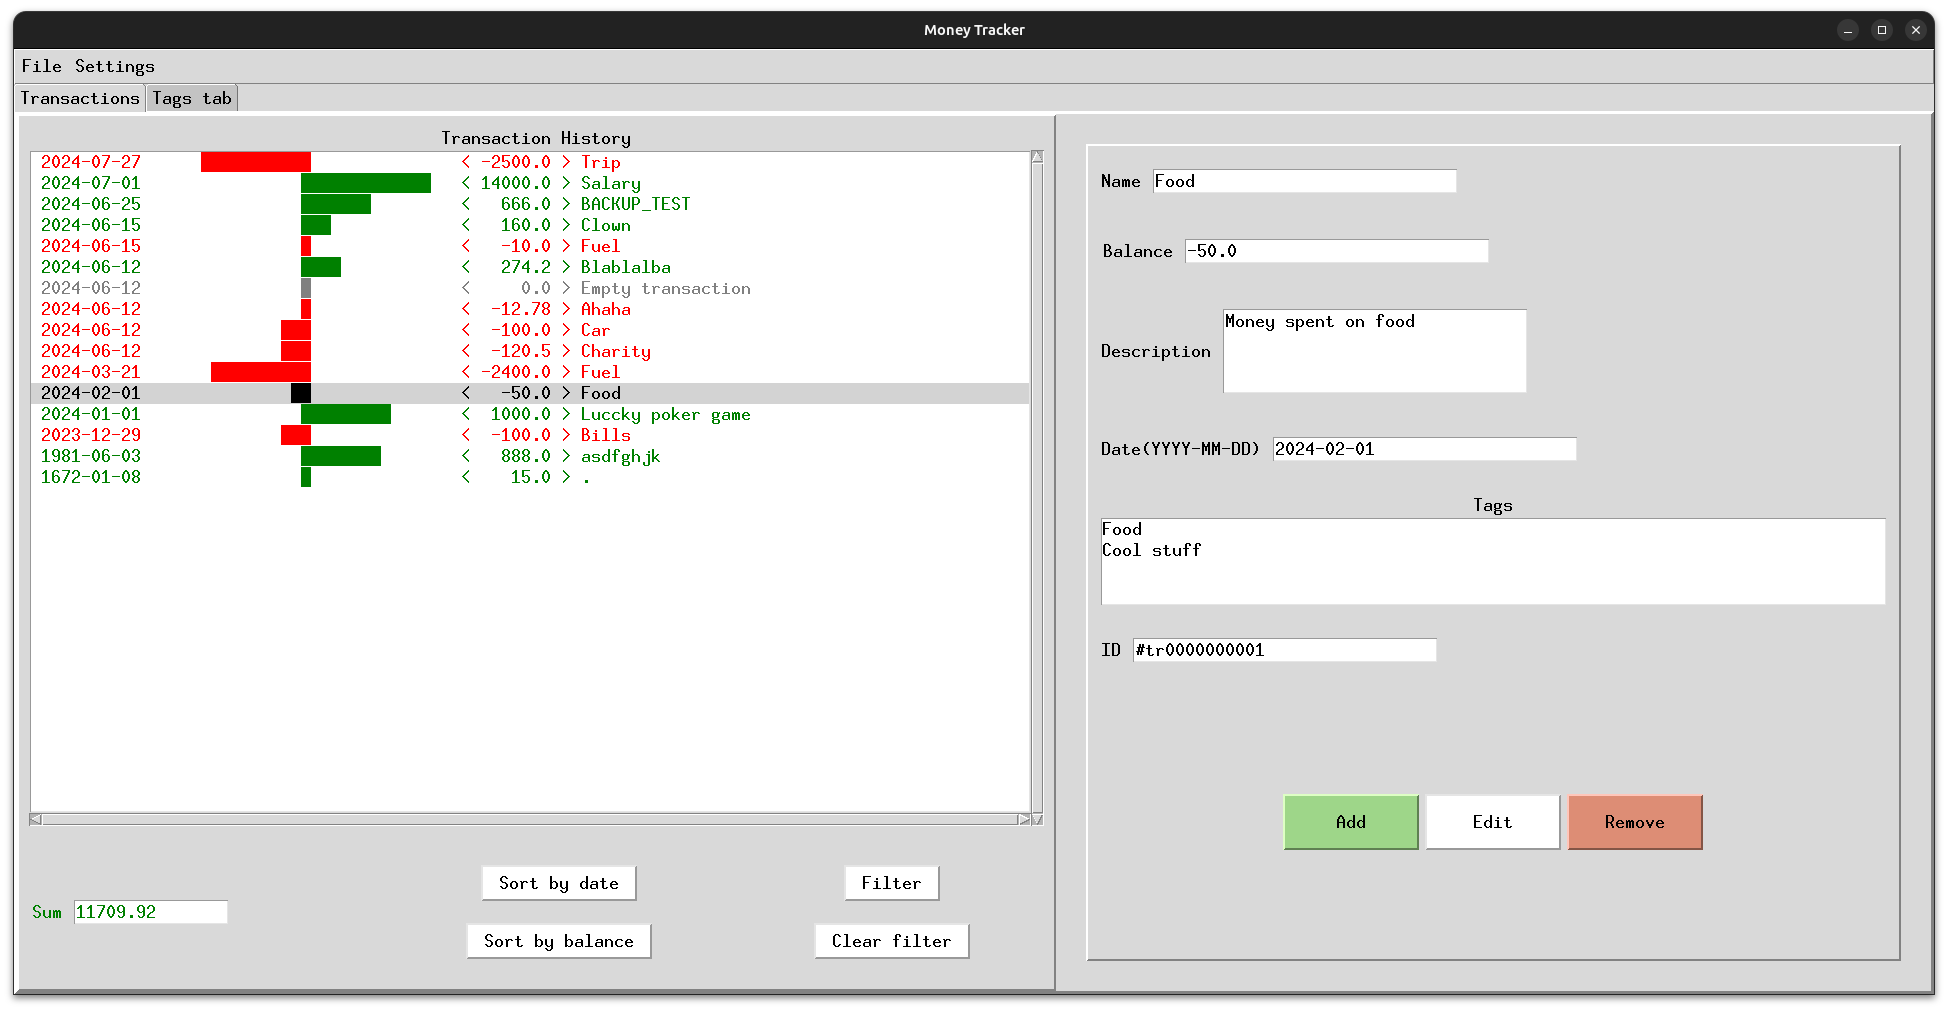 Money Tracker
File Settings
Transactions Tags tab
Transaction History
2024-07-27 < -2500.0 > Trip
2024-07-01 < 14000.0 > Salary
2024-06-25 < 666.0 > BACKUP_TEST
2024-06-15 < 160.0 > Clown
2024-06-15 < -10.0 > Fuel
2024-06-12 < 274.2 > Blablalba
2024-06-12 < 0.0 > Empty transaction
2024-06-12 < -12.78 > Ahaha
2024-06-12 < -100.0 > Car
2024-06-12 < -120.5 > Charity
2024-03-21 < -2400.0 > Fuel
2024-02-01 < -50.0 > Food
2024-01-01 < 1000.0 > Luccky poker game
2023-12-29 < -100.0 > Bills
1981-06-03 < 888.0 > asdfghjk
1672-01-08 < 15.0 > .
Sum 11709.92
Sort by date
Sort by balance
Filter
Clear filter
Name Food
Balance -50.0
Description Money spent on food
Date(YYYY-MM-DD) 2024-02-01
Tags
Food
Cool stuff
ID #tr0000000001
Add Edit Remove